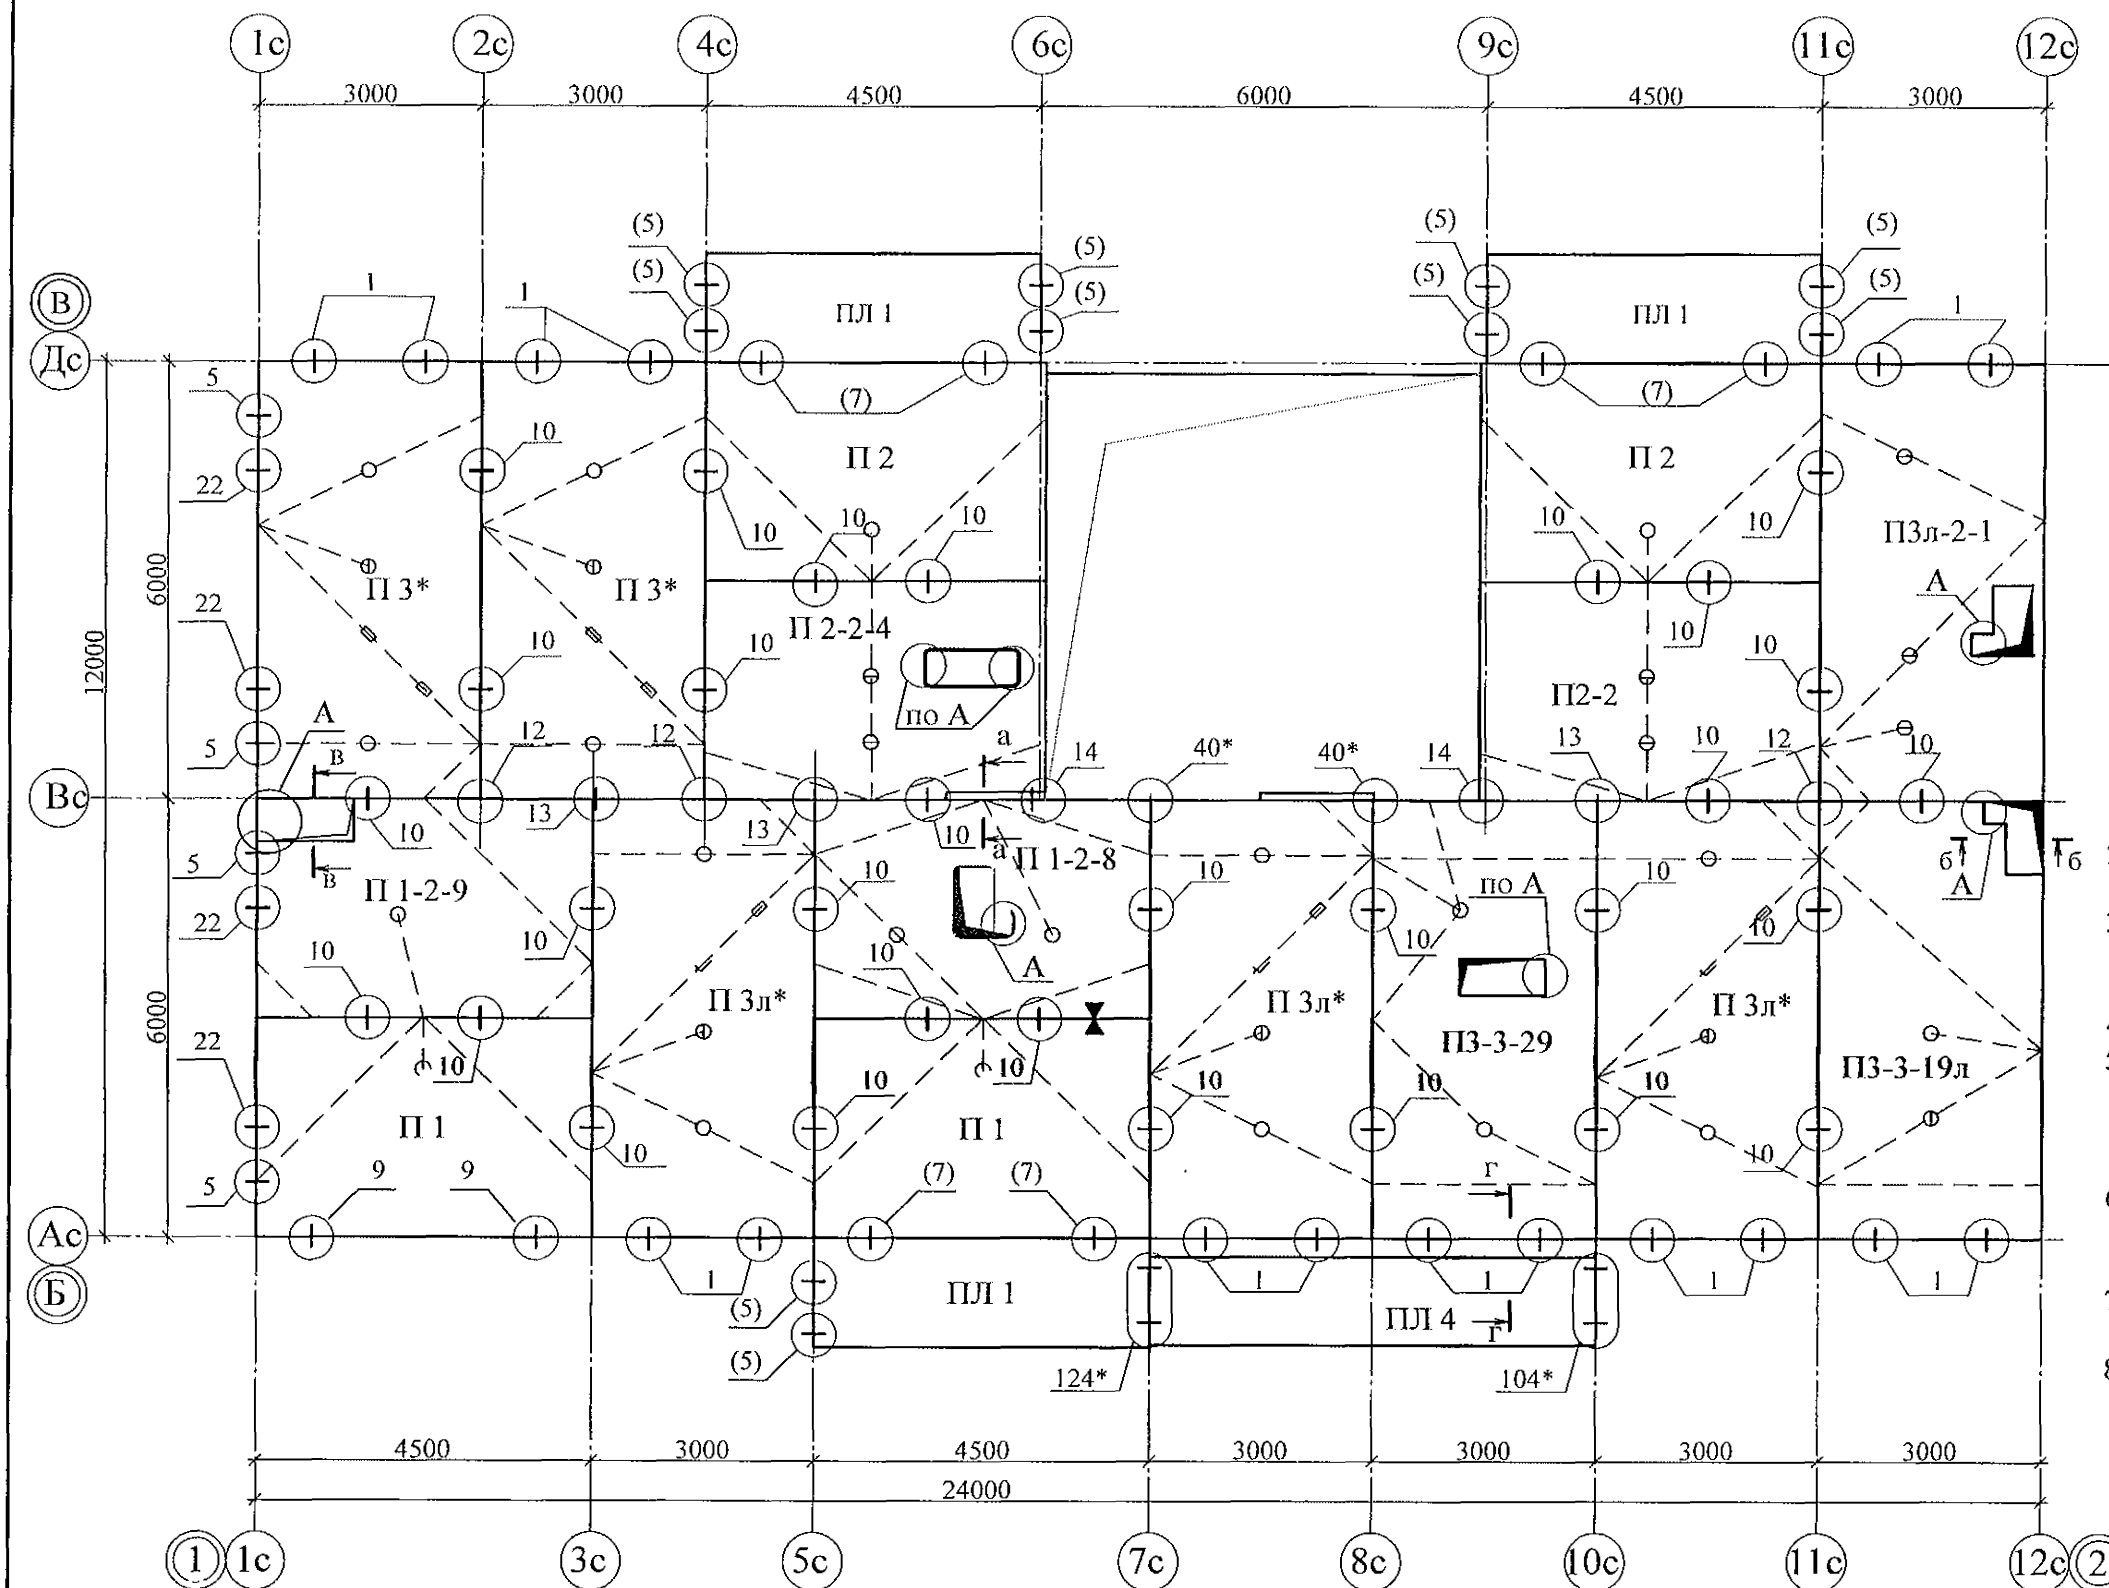 1с 2с 4с 6с 9с 11с 12с
3000 3000 4500 6000 4500 3000
(5) (5) (5) (5)
(5) (5) (5) (5)
В 1 1 ПЛ 1 ПЛ 1 1
Дс
5 (7) (7)
10 П 2 П 2
22 10 10 10 10 10 П3л-2-1
П 3* П 3* А
6000 22 П 2-2-4 10
12000 10 10 10
П2-2
А по А
5 в 12 12 а 14 40* 40* 14 13 10 12 10
Вс
10 13 13 10
5 в а П 1-2-8 б б
П 1-2-9 10 10 по А 10 А
22 10 10 10
10 10 А
6000 П 3л* П 3л* П 3л*
22 П3-3-29
10 10 10 10 10 10 П3-3-19л
П 1 П 1
10 10
5 9 9 (7) (7) г
Ас
Б 1 ПЛ 1 1 1 1 1
(5) ПЛ 4 г
(5) 124* 104*
4500 3000 4500 3000 3000 3000 3000
24000
1 1с 3с 5с 7с 8с 10с 11с 12с 2